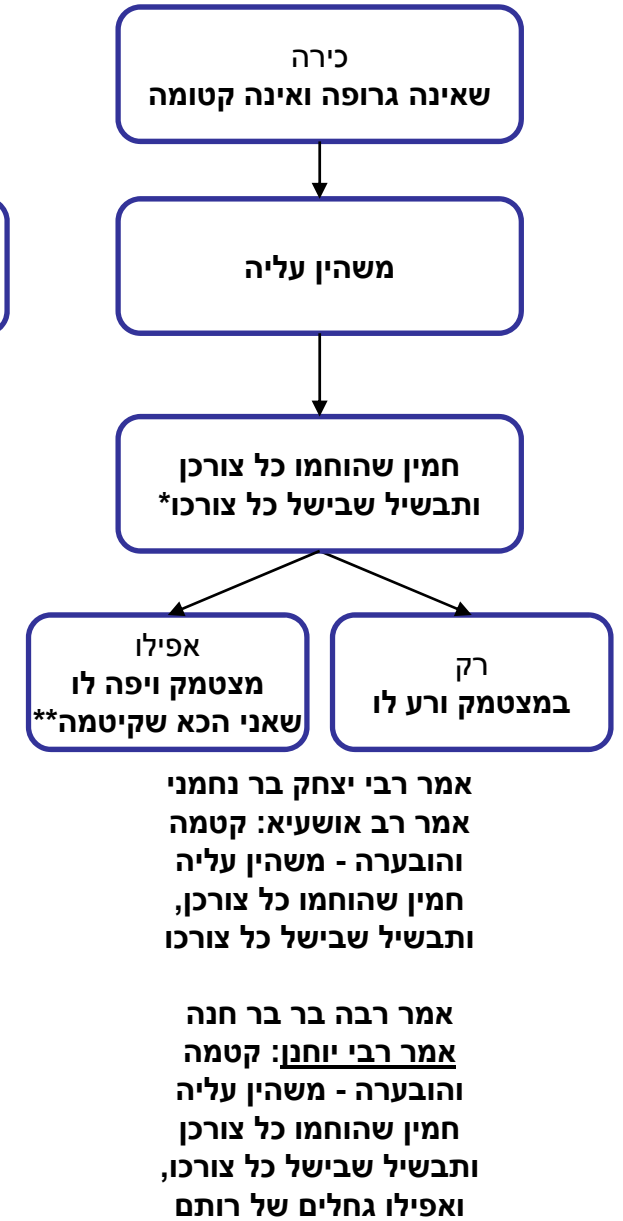 כירה
שאינה גרופה ואינה קטומה
משהין עליה
חמין שהוחמו כל צורכן
ותבשיל שבישל כל צורכו*
רק
במצטמק ורע לו
אפילו
מצטמק ויפה לו
שאני הכא שקיטמה**
אמר רבי יצחק בר נחמני
אמר רב אושעיא: קטמה
והובערה - משהין עליה
חמין שהוחמו כל צורכן,
ותבשיל שבישל כל צורכו
אמר רבה בר בר חנה
אמר רבי יוחנן: קטמה
והובערה - משהין עליה
חמין שהוחמו כל צורכן
ותבשיל שבישל כל צורכו,
ואפילו גחלים של רותם